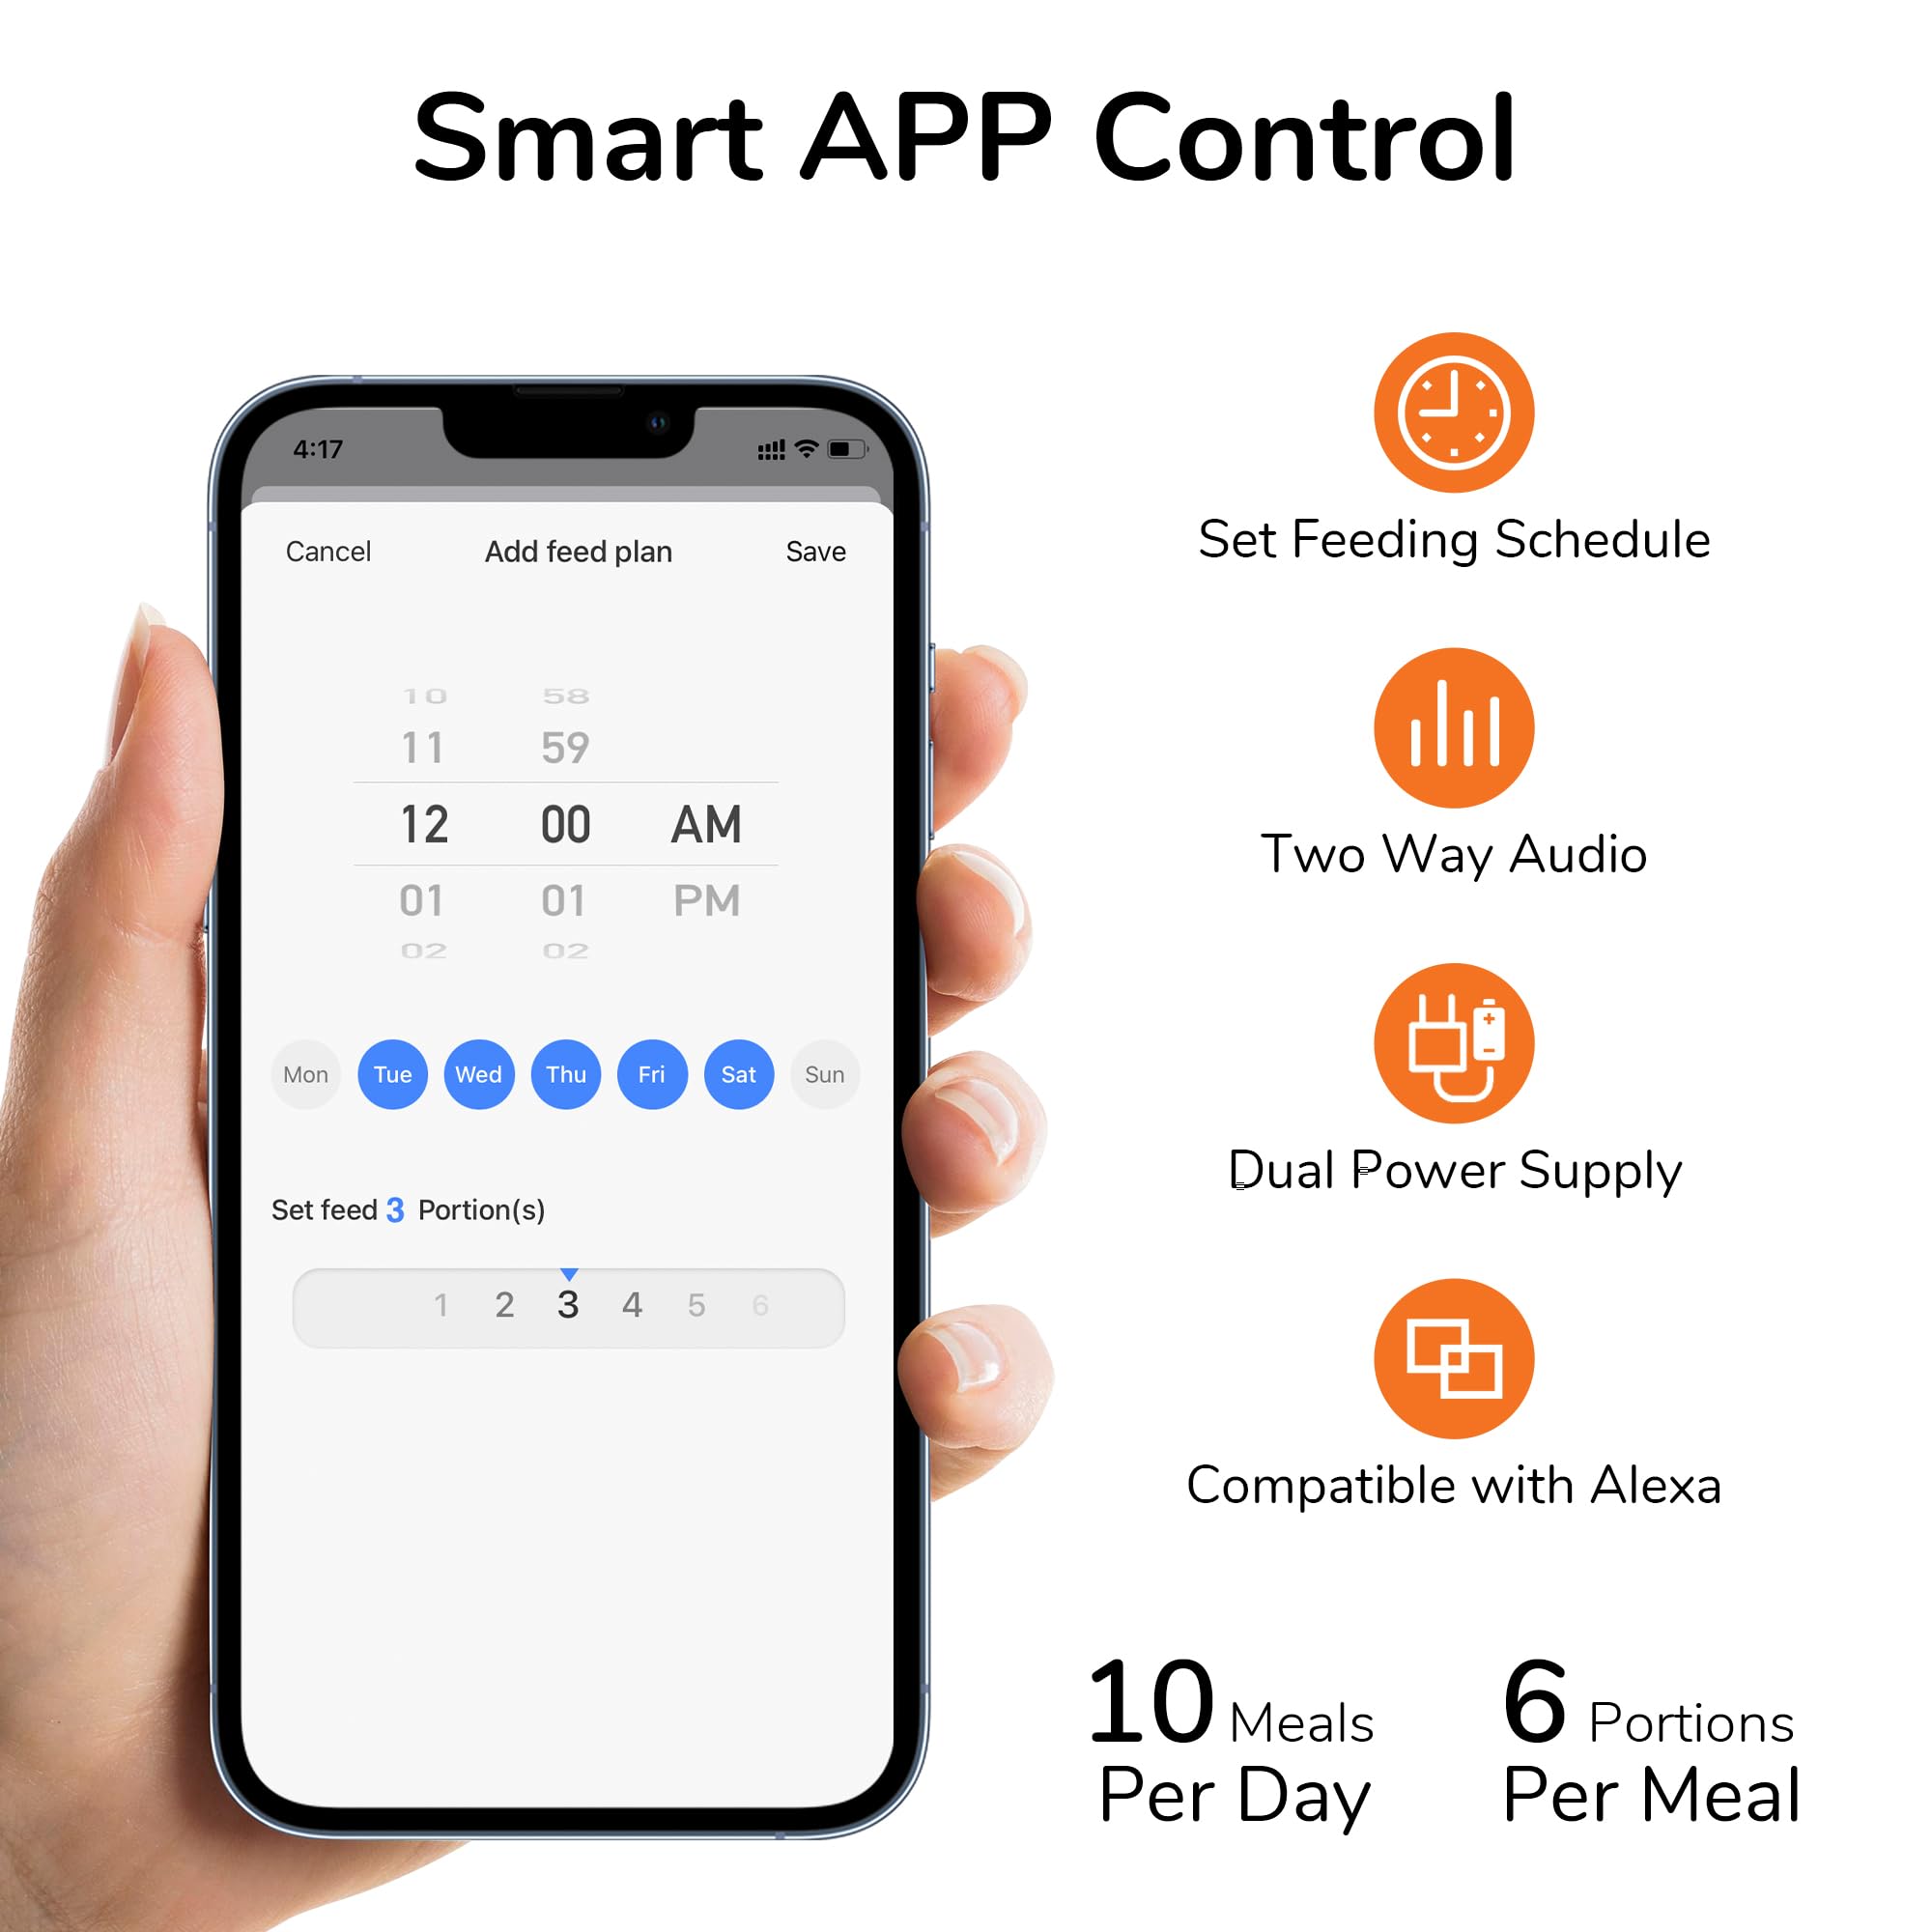 Smart APP Control
4:17
Cancel Add feed plan Save
10 58
11 59
12 00 AM
01 01 PM
02 02
Mon Tue Wed Thu Fri Sat Sun
Set feed 3 Portion(s)
1 2 3 4 5 6
Set Feeding Schedule
Two Way Audio
Dual Power Supply
Compatible with Alexa
10 Meals
Per Day
6 Portions
Per Meal